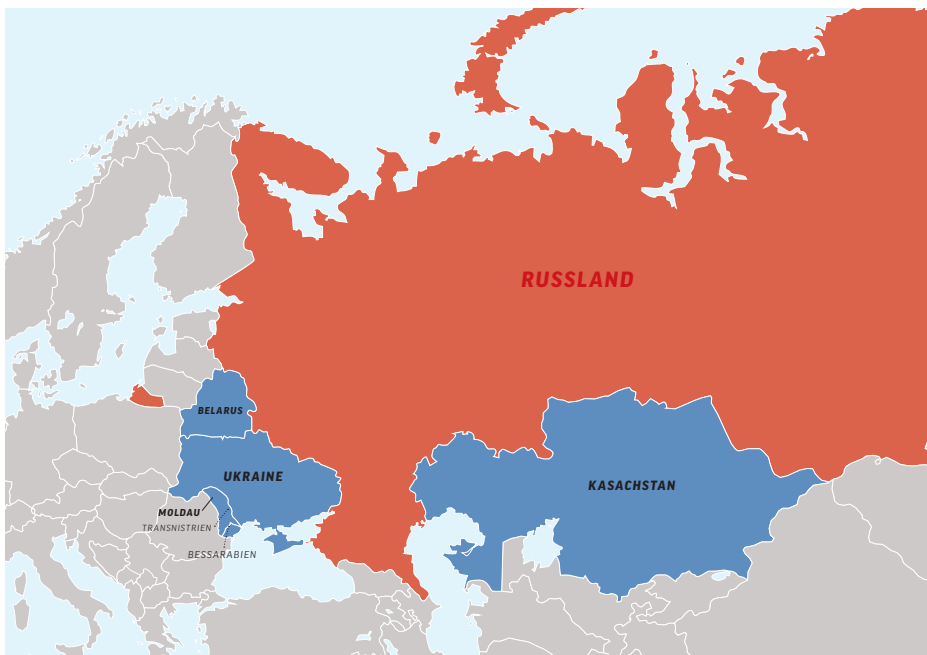 RUSSLAND
BELARUS
UKRAINE
KASACHSTAN
MOLDAU
TRANSNISTRIEN
BESSARABIEN